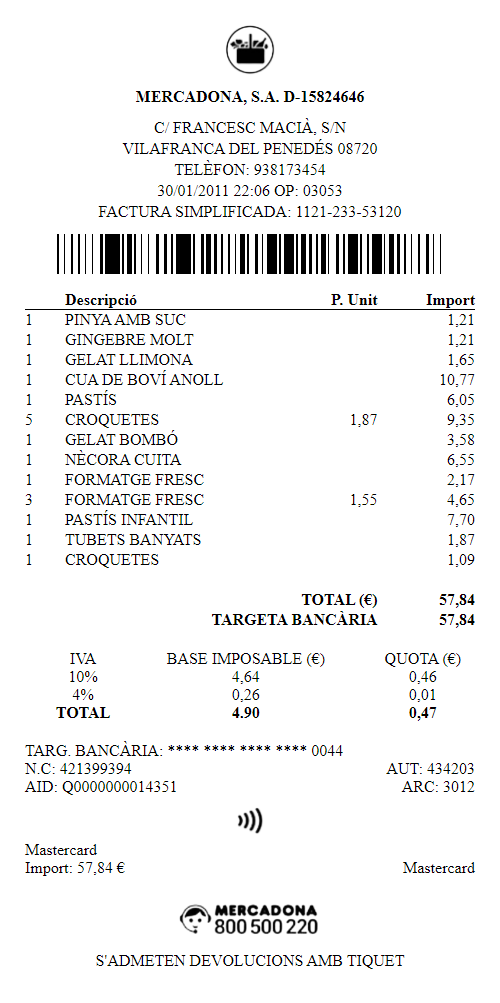 MERCADONA, S.A. D-15824646
C/ FRANCESC MACIÀ, S/N
VILAFRANCA DEL PENEDÉS 08720
TELÈFON: 938173454
30/01/2011 22:06 OP: 03053
FACTURA SIMPLIFICADA: 1121-233-53120
Descripció P. Unit Import
1 PINYA AMB SUC 1,21
1 GINGEBRE MOLT 1,21
1 GELAT LLIMONA 1,65
1 CUA DE BOVÍ ANOLL 10,77
1 PASTÍS 6,05
5 CROQUETES 1,87 9,35
1 GELAT BOMBÓ 3,58
1 NÈCORA CUITA 6,55
1 FORMATGE FRESC 2,17
3 FORMATGE FRESC 1,55 4,65
1 PASTÍS INFANTIL 7,70
1 TUBETS BANYATS 1,87
1 CROQUETES 1,09
TOTAL (€) 57,84
TARGETA BANCÀRIA 57,84
IVA BASE IMPOSABLE (€) QUOTA (€)
10% 4,64 0,46
4% 0,26 0,01
TOTAL 4.90 0,47
TARG. BANCÀRIA: **** **** **** **** 0044
N.C: 421399394 AUT: 434203
AID: Q0000000014351 ARC: 3012
Mastercard
Import: 57,84 € Mastercard
MERCADONA
800 500 220
S'ADMETEN DEVOLUCIONS AMB TIQUET